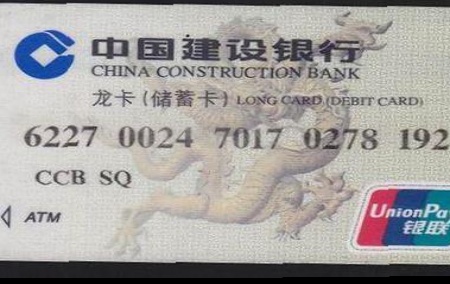 中国建设银行
CHINA CONSTRUCTION BANK
龙卡(储蓄卡) LONG CARD (DEBIT CARD)
6227 0024 7017 0278 192
CCB SQ
ATM
UnionPay
银联